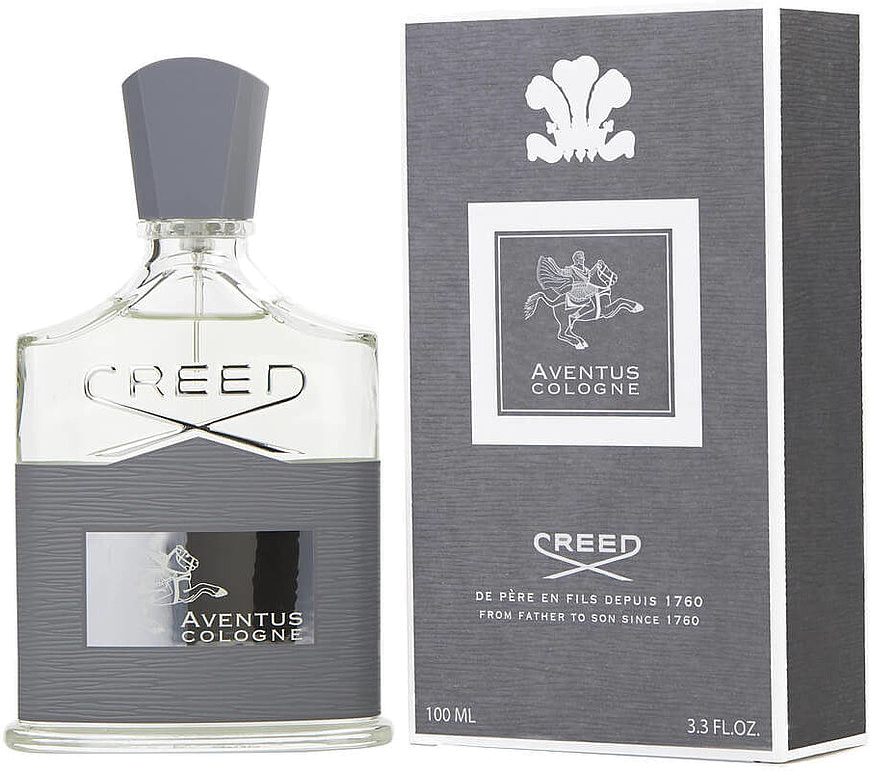 CREED
AVENTUS
COLOGNE
AVENTUS
COLOGNE
CREED
DE PÈRE EN FILS DEPUIS 1760
FROM FATHER TO SON SINCE 1760
100 ML
3.3 FL.OZ.